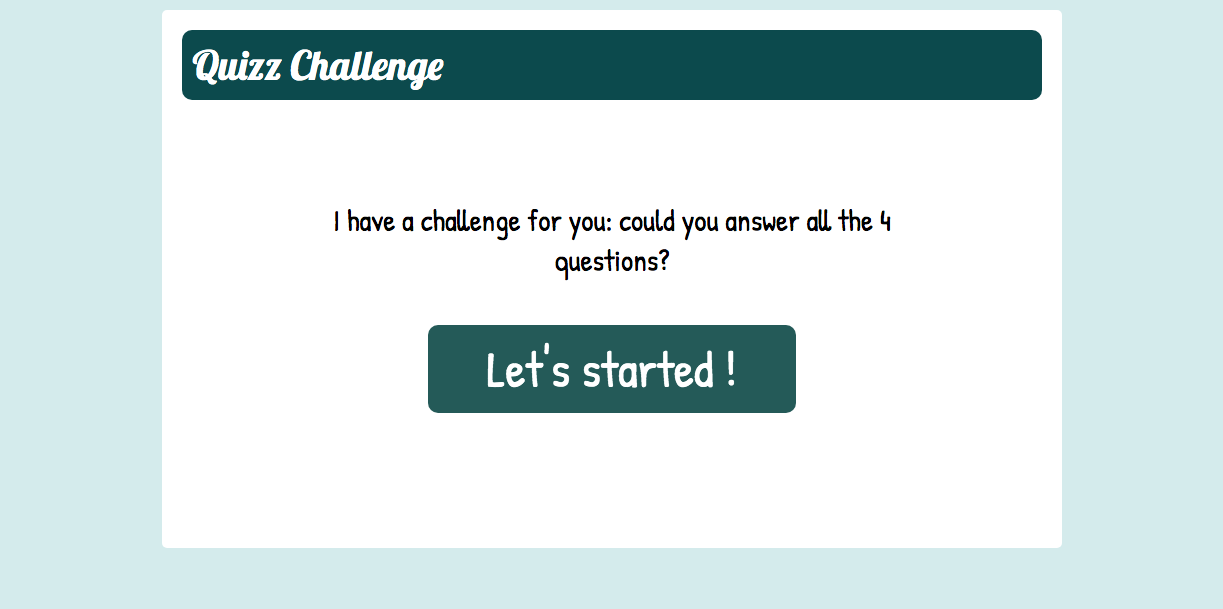 Quizz Challenge
I have a challenge for you: could you answer all the 4
questions?
Let's started !